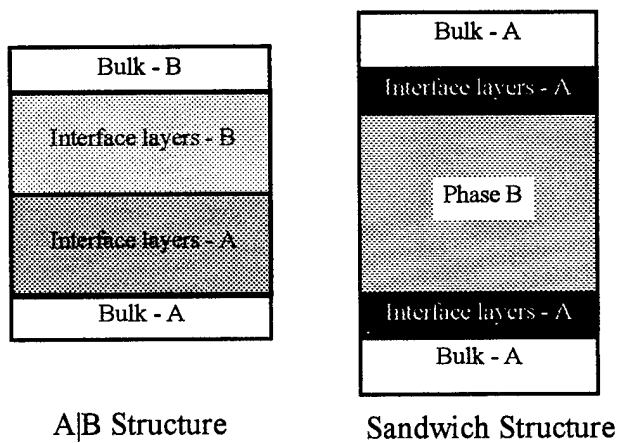 Bulk - B
Interface layers - B
Interface layers - A
Bulk - A
A|B Structure
Bulk - A
Interface layers - A
Phase B
Interface layers - A
Bulk - A
Sandwich Structure